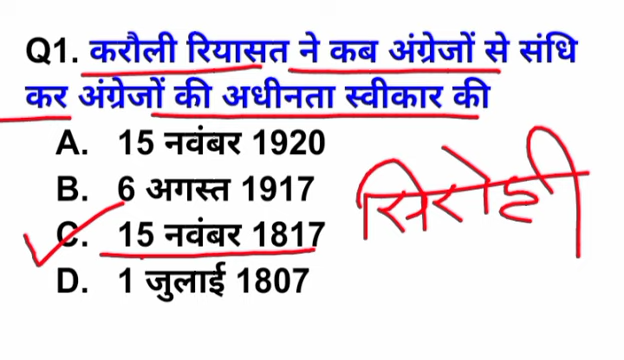 Q1. करौली रियासत ने कब अंग्रेजों से संधि
कर अंग्रेजों की अधीनता स्वीकार की
A. 15 नवंबर 1920
B. 6 अगस्त 1917
C. 15 नवंबर 1817
D. 1 जुलाई 1807
सिरोही